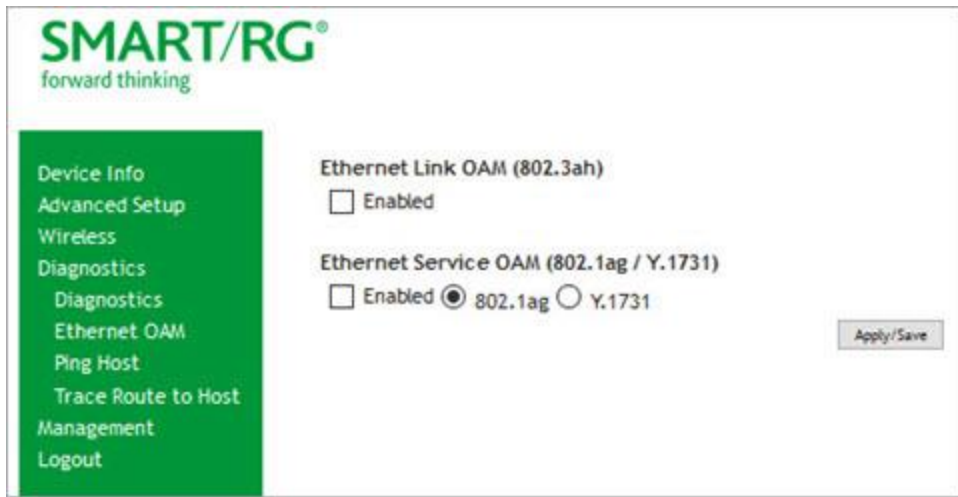 SMART/RG®
forward thinking
Device Info
Advanced Setup
Wireless
Diagnostics
Diagnostics
Ethernet OAM
Ping Host
Trace Route to Host
Management
Logout
Ethernet Link OAM (802.3ah)
Enabled
Ethernet Service OAM (802.1ag / Y.1731)
Enabled 802.1ag Y.1731
Apply/Save